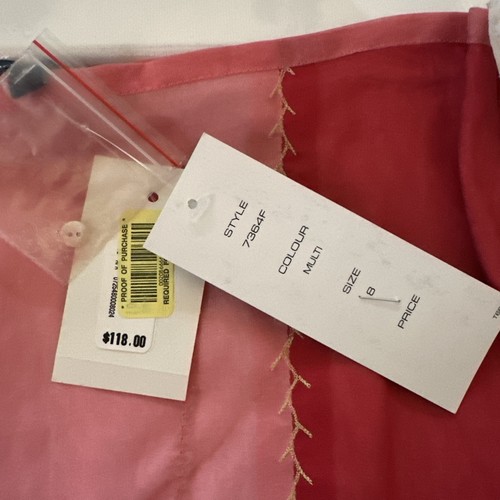 STYLE
7364F
COLOUR
MULTI
SIZE
8
PRICE
* PROOF OF PURCHASE *
REQUIRED
$118.00